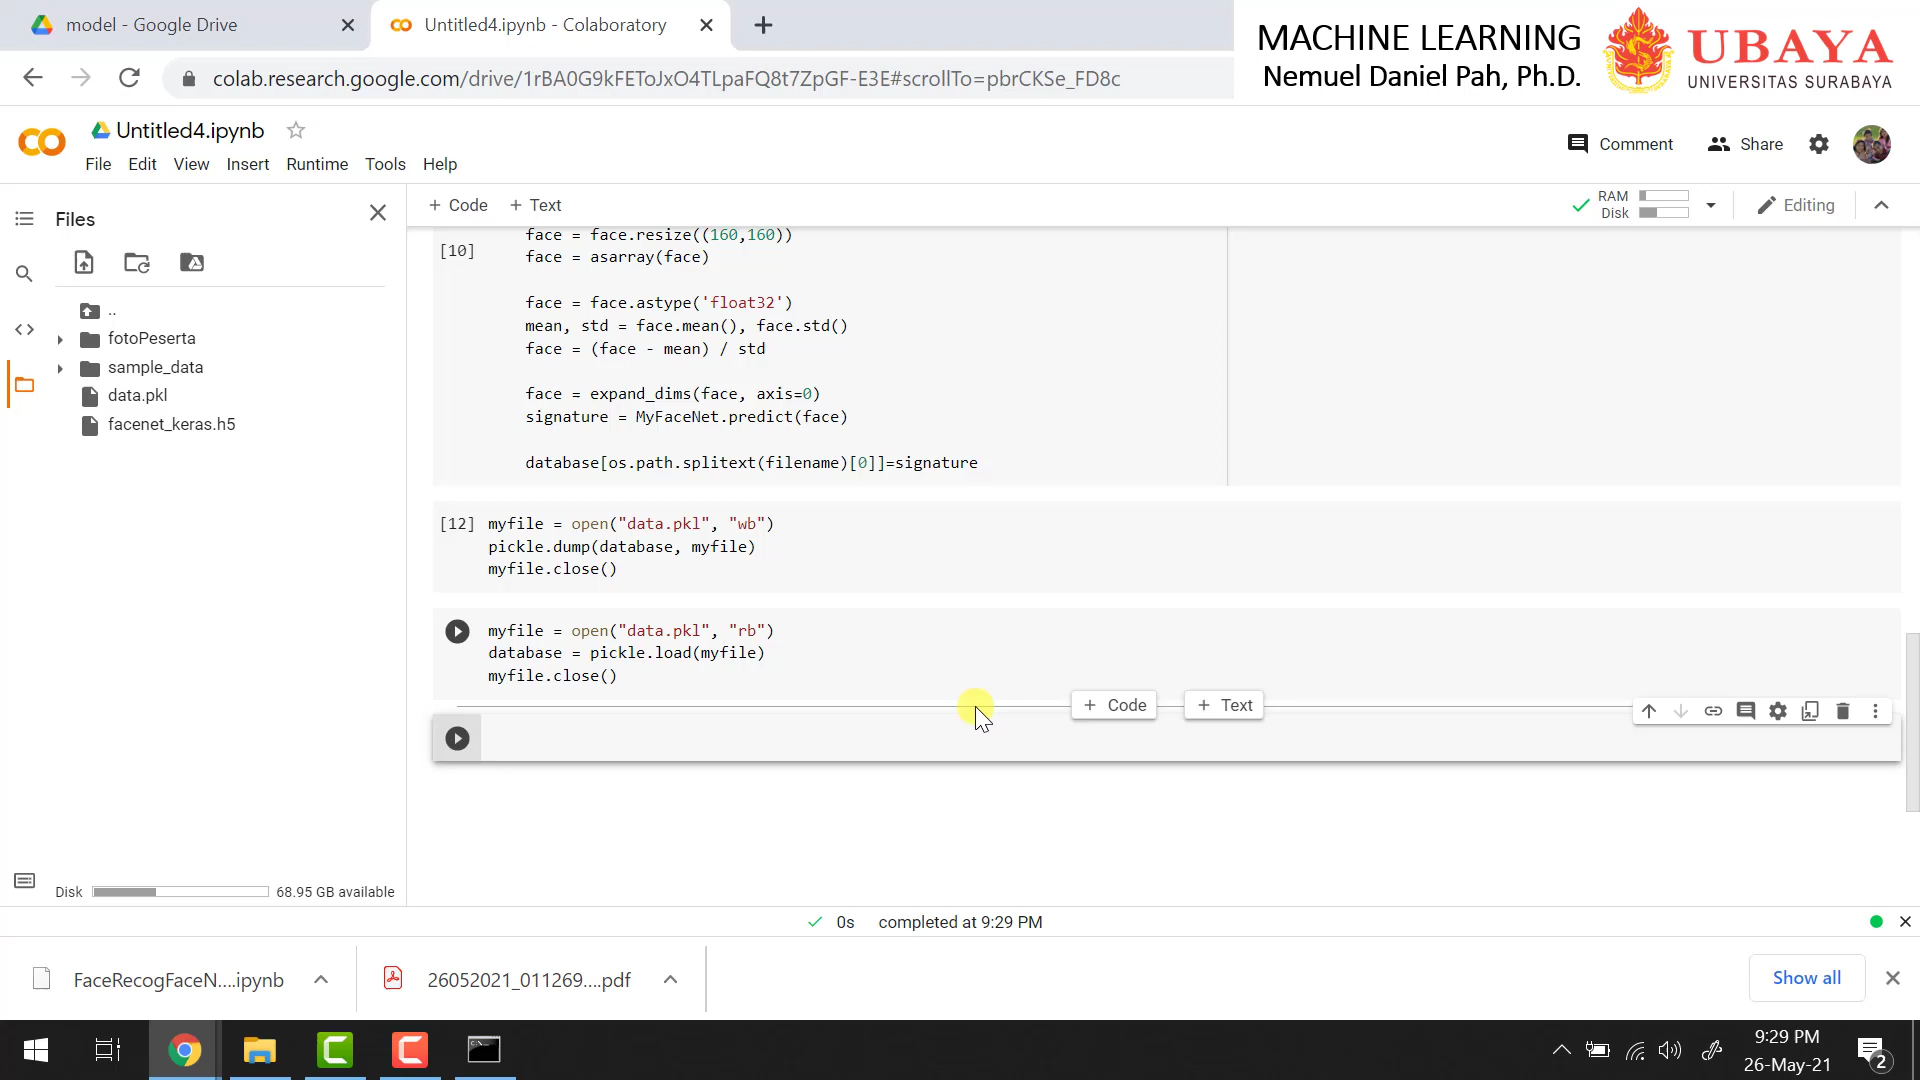 model - Google Drive
Untitled4.ipynb - Colaboratory
MACHINE LEARNING
Nemuel Daniel Pah, Ph.D.
UBAYA
UNIVERSITAS SURABAYA
colab.research.google.com/drive/1rBA0G9kFEToJxO4TLpaFQ8t7ZpGF-E3E#scrollTo=pbrCKSe_FD8c
CO
Untitled4.ipynb
Comment
Share
File Edit View Insert Runtime Tools Help
Files
+ Code + Text
RAM
Disk
Editing
..
fotoPeserta
sample_data
data.pkl
facenet_keras.h5
Disk
68.95 GB available
[10]
face = face.resize((160,160))
face = asarray(face)
face = face.astype('float32')
mean, std = face.mean(), face.std()
face = (face - mean) / std
face = expand_dims(face, axis=0)
signature = MyFaceNet.predict(face)
database[os.path.splitext(filename)[0]]=signature
[12] myfile = open("data.pkl", "wb")
pickle.dump(database, myfile)
myfile.close()
myfile = open("data.pkl", "rb")
database = pickle.load(myfile)
myfile.close()
+ Code + Text
0s completed at 9:29 PM
FaceRecogFaceN....ipynb
26052021_011269....pdf
Show all
9:29 PM
26-May-21
2